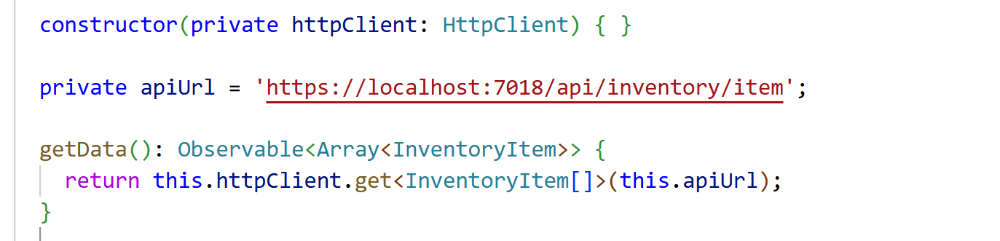 constructor(private httpClient: HttpClient) { }
private apiUrl = 'https://localhost:7018/api/inventory/item';
getData(): Observable<Array<InventoryItem>> {
return this.httpClient.get<InventoryItem[]>(this.apiUrl);
}